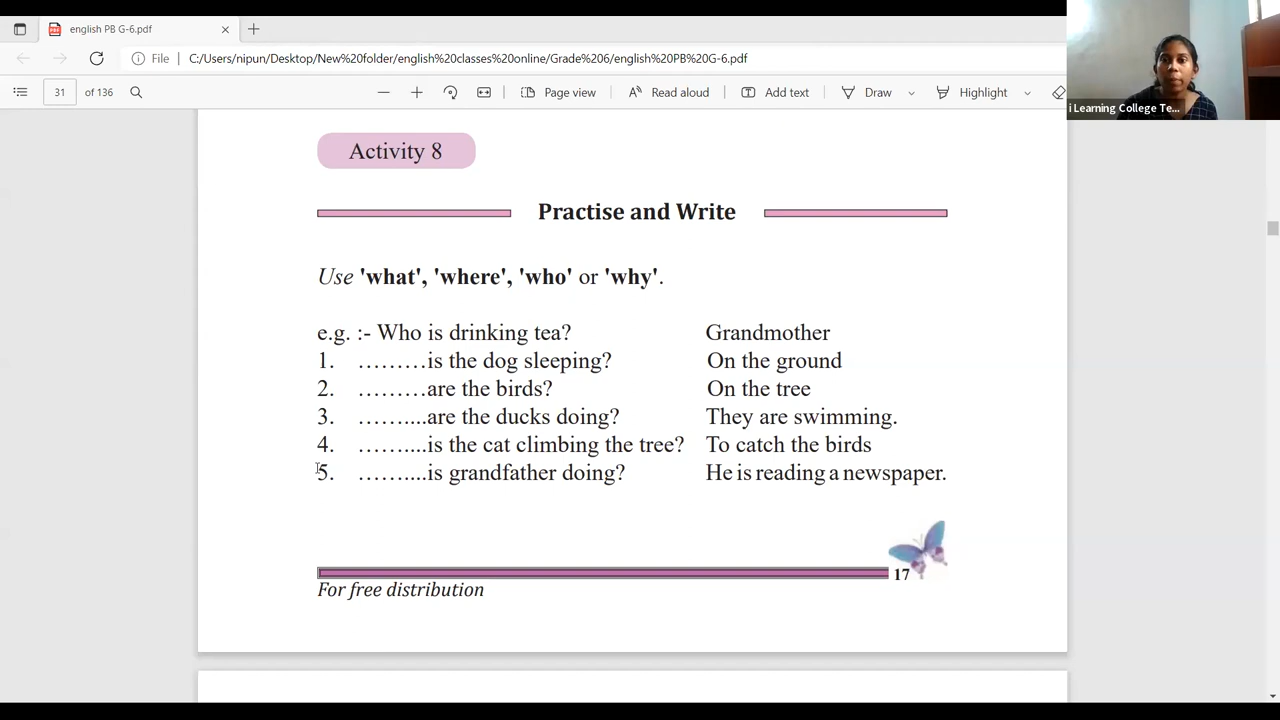 english PB G-6.pdf
File C:/Users/nipun/Desktop/New%20folder/english%20classes%20online/Grade%206/english%20PB%20G-6.pdf
31 of 136 Page view Read aloud Add text Draw Highlight
i Learning College Te...
Activity 8
Practise and Write
Use 'what', 'where', 'who' or 'why'.
e.g. :- Who is drinking tea? Grandmother
1. ………is the dog sleeping? On the ground
2. ………are the birds? On the tree
3. ……....are the ducks doing? They are swimming.
4. ……....is the cat climbing the tree? To catch the birds
5. ……....is grandfather doing? He is reading a newspaper.
17
For free distribution